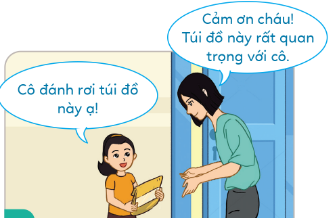 Cô đánh rơi túi đồ
này ạ!
Cảm ơn cháu!
Túi đồ này rất quan
trọng với cô.